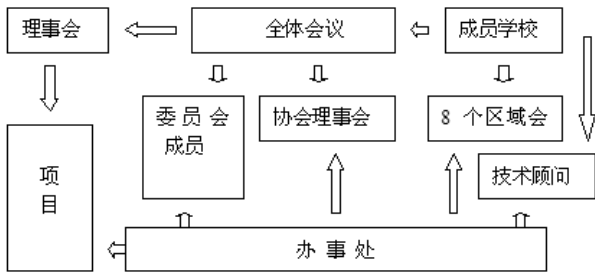 理事会
全体会议
成员学校
委员会
成员
协会理事会
8 个区域会
技术顾问
项
目
办事处